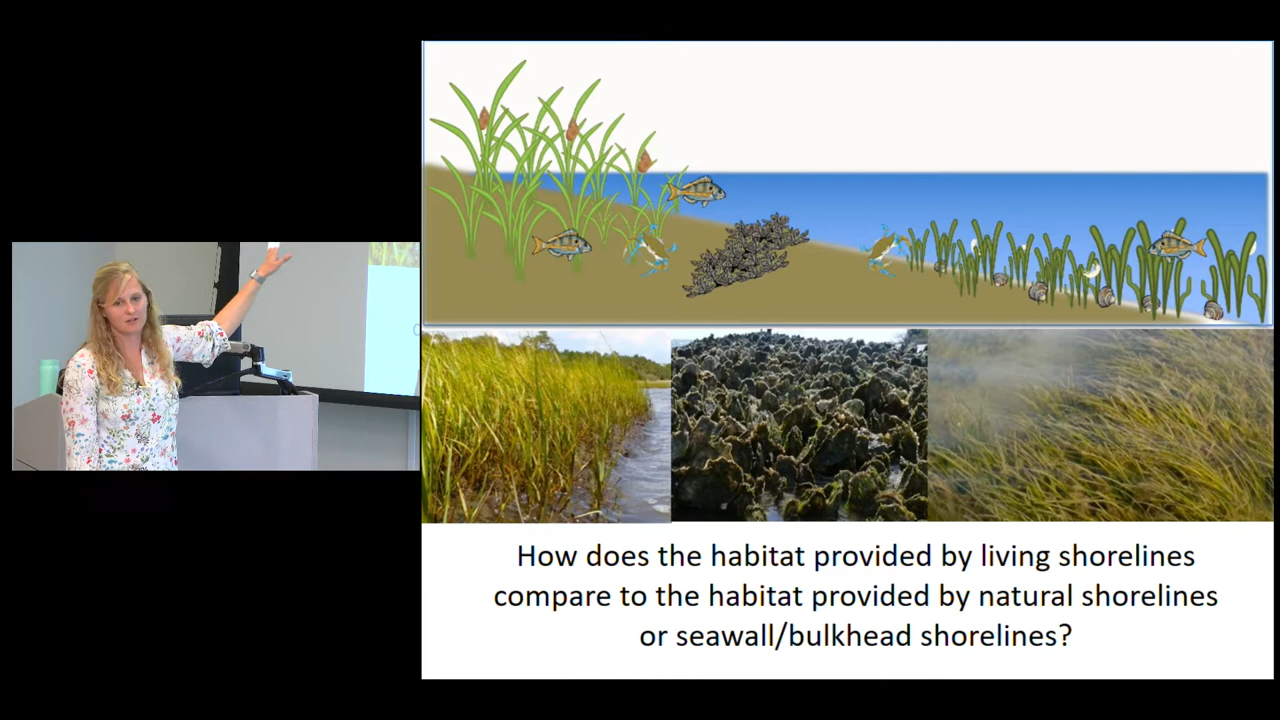 How does the habitat provided by living shorelines
compare to the habitat provided by natural shorelines
or seawall/bulkhead shorelines?